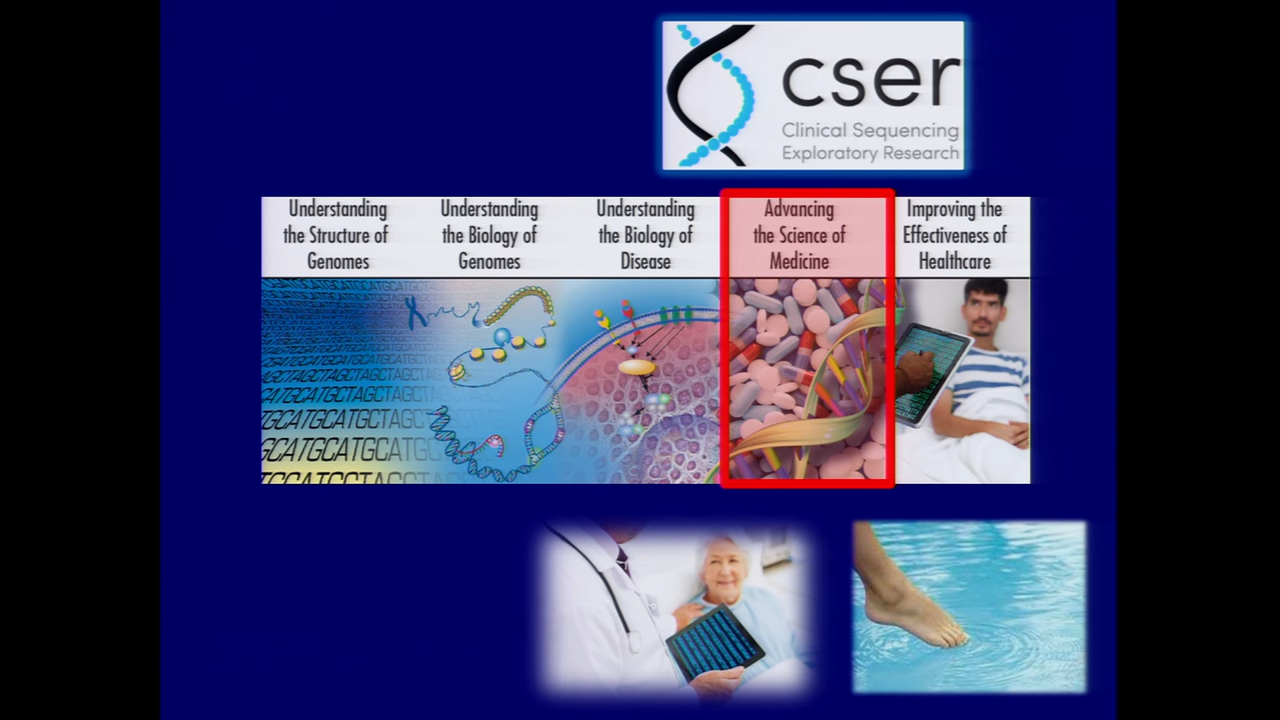 cser
Clinical Sequencing
Exploratory Research
Understanding
the Structure of
Genomes
Understanding
the Biology of
Genomes
Understanding
the Biology of
Disease
Advancing
the Science of
Medicine
Improving the
Effectiveness of
Healthcare